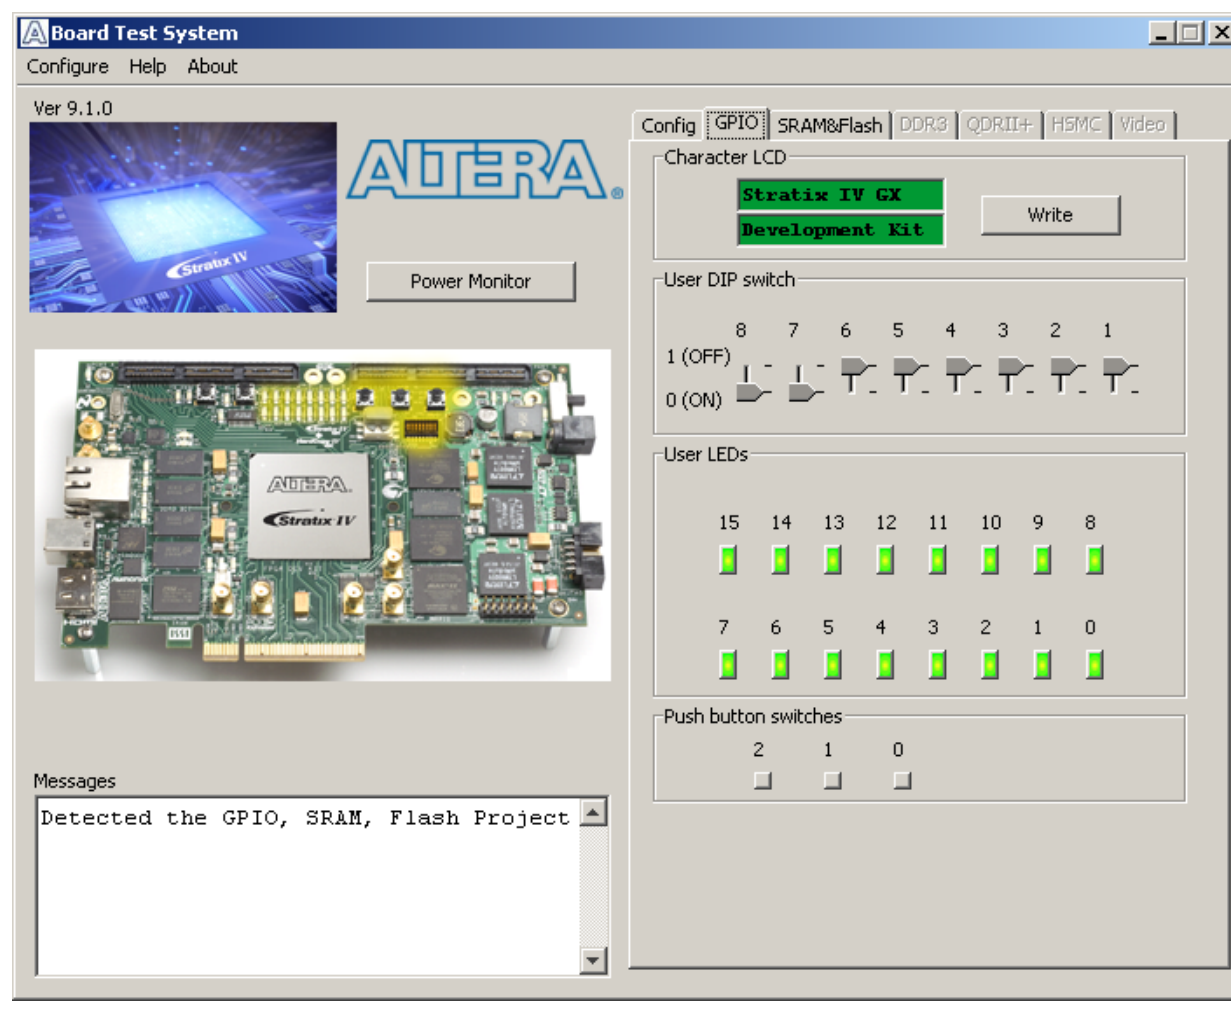 Board Test System
Configure Help About
Ver 9.1.0
Stratix IV
ALTERA®
Power Monitor
ALTERA.
Stratix IV
HDMI
Messages
Detected the GPIO, SRAM, Flash Project
Config GPIO SRAM&Flash DDR3 QDRII+ HSMC Video
Character LCD
Stratix IV GX
Development Kit
Write
User DIP switch
8 7 6 5 4 3 2 1
1 (OFF)
0 (ON)
User LEDs
15 14 13 12 11 10 9 8
7 6 5 4 3 2 1 0
Push button switches
2 1 0